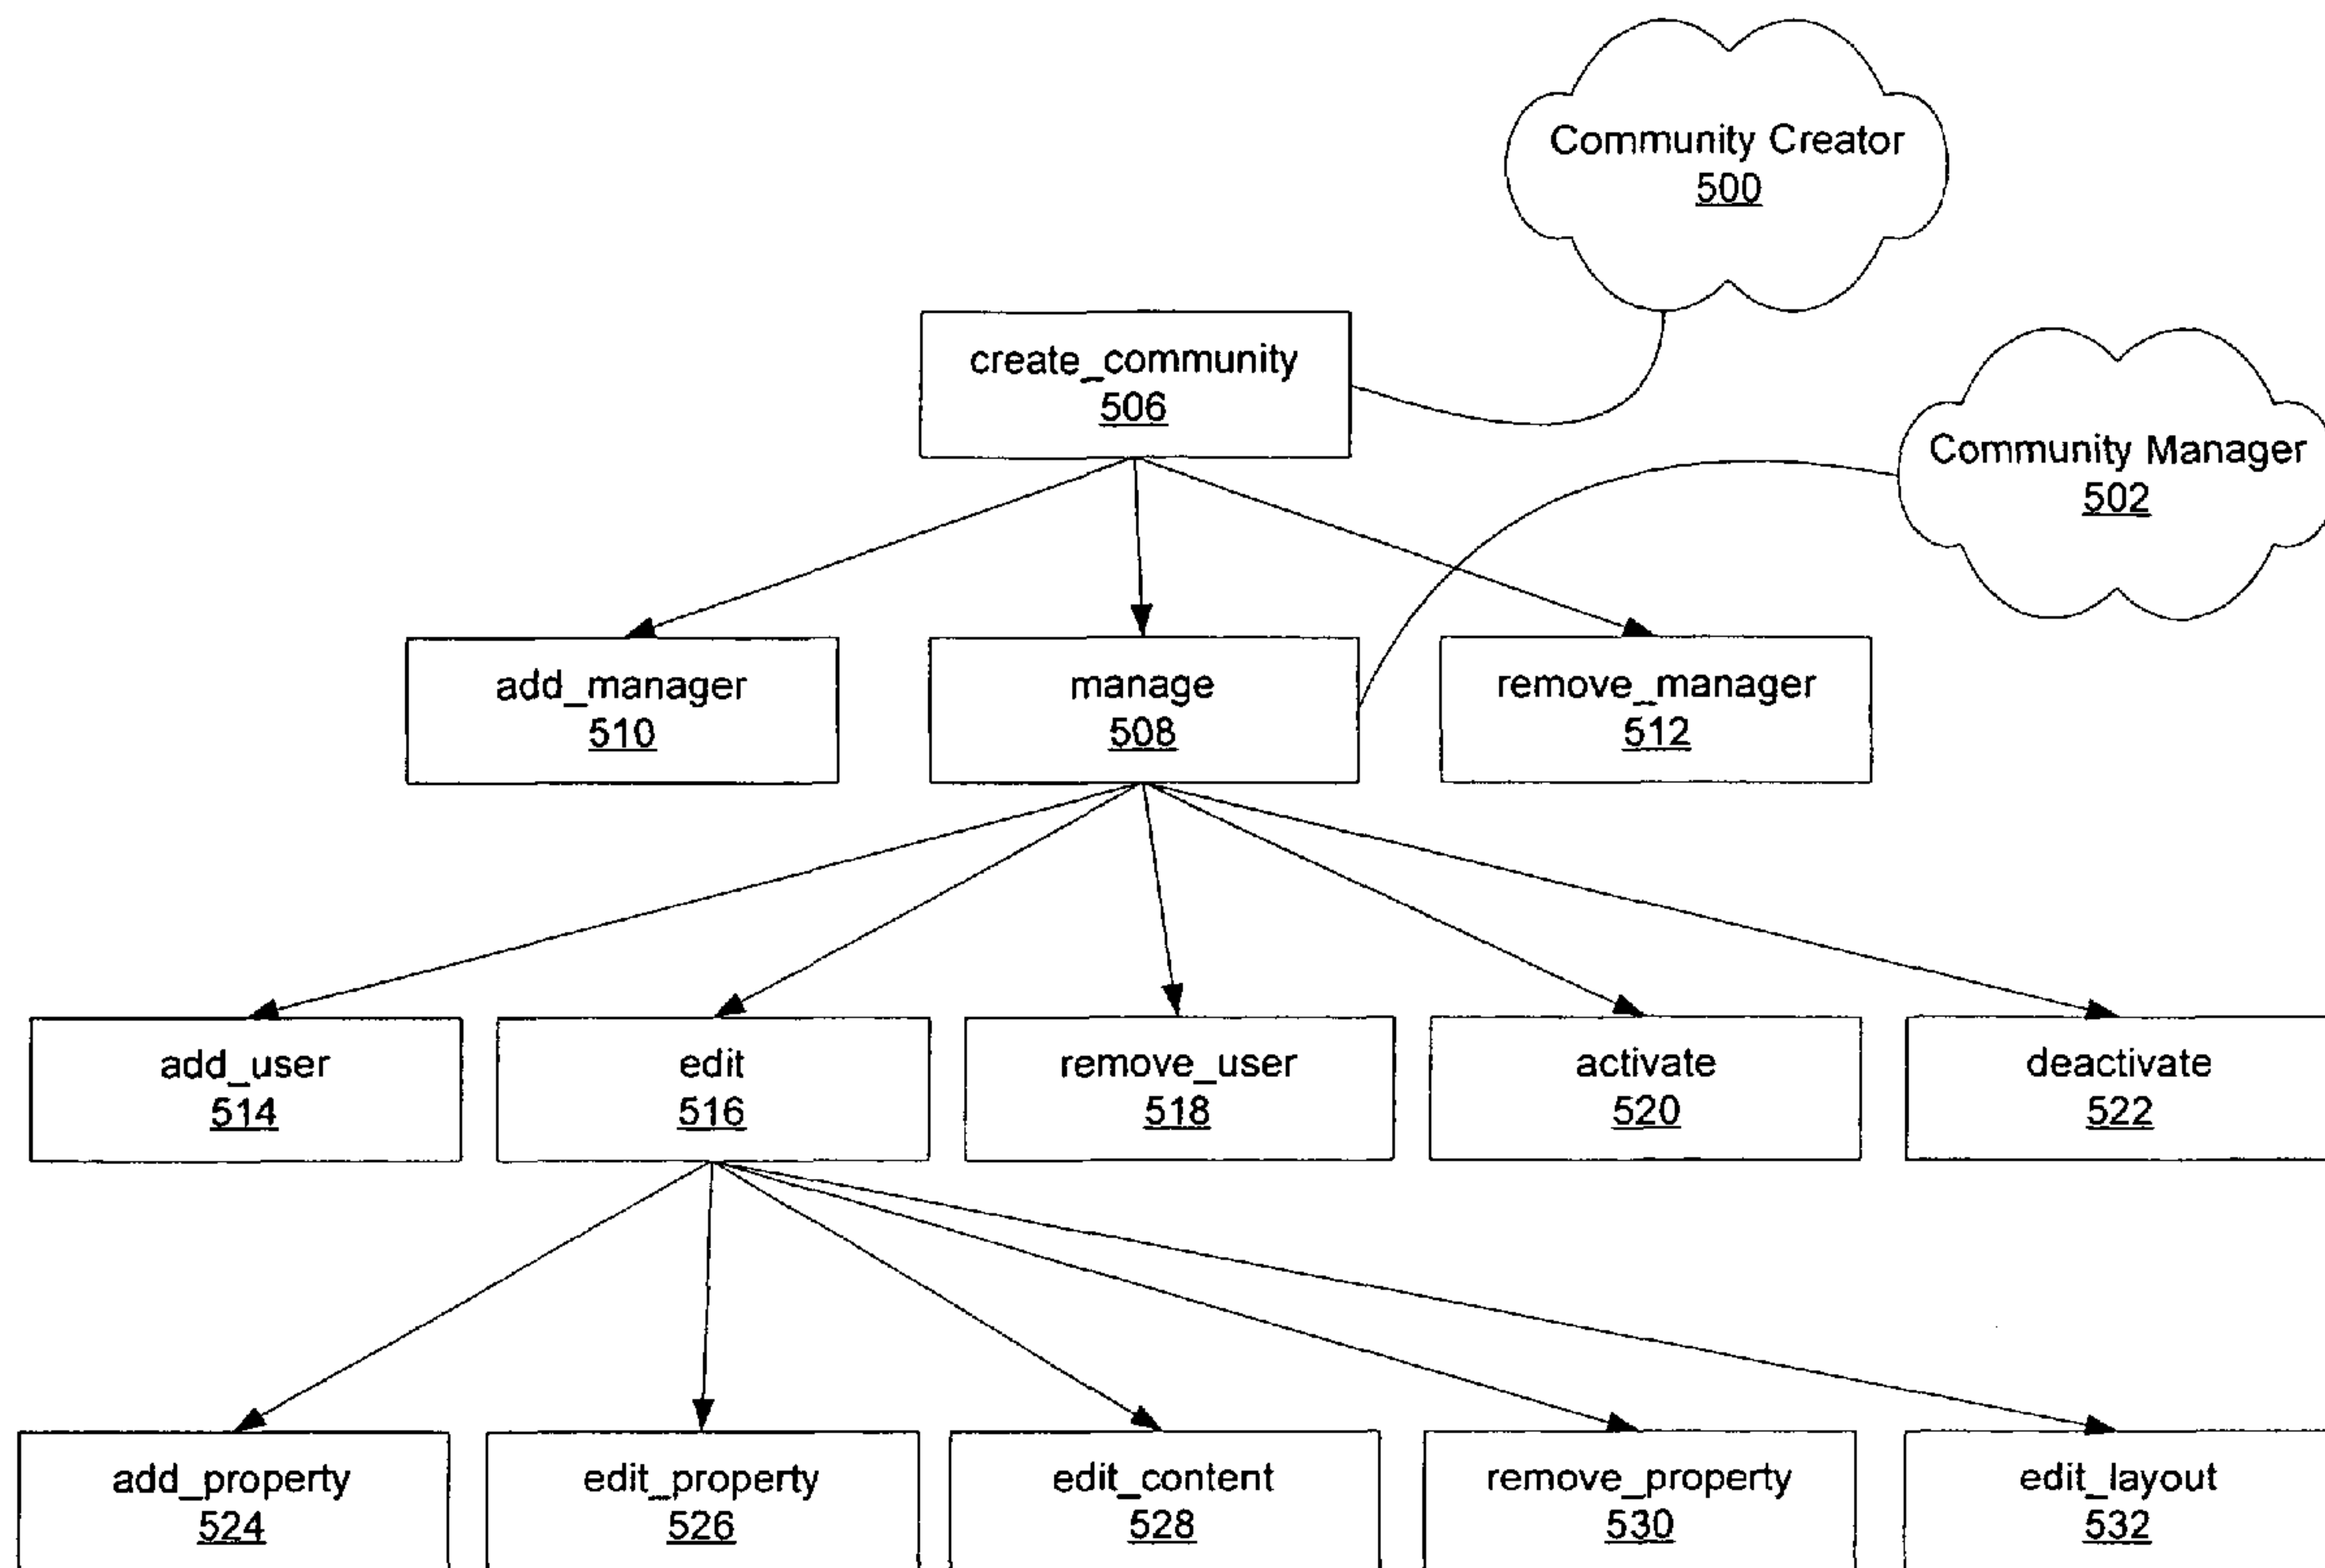 Community Creator
500
create_community
506
Community Manager
502
add_manager
510
manage
508
remove_manager
512
add_user
514
edit
516
remove_user
518
activate
520
deactivate
522
add_property
524
edit_property
526
edit_content
528
remove_property
530
edit_layout
532